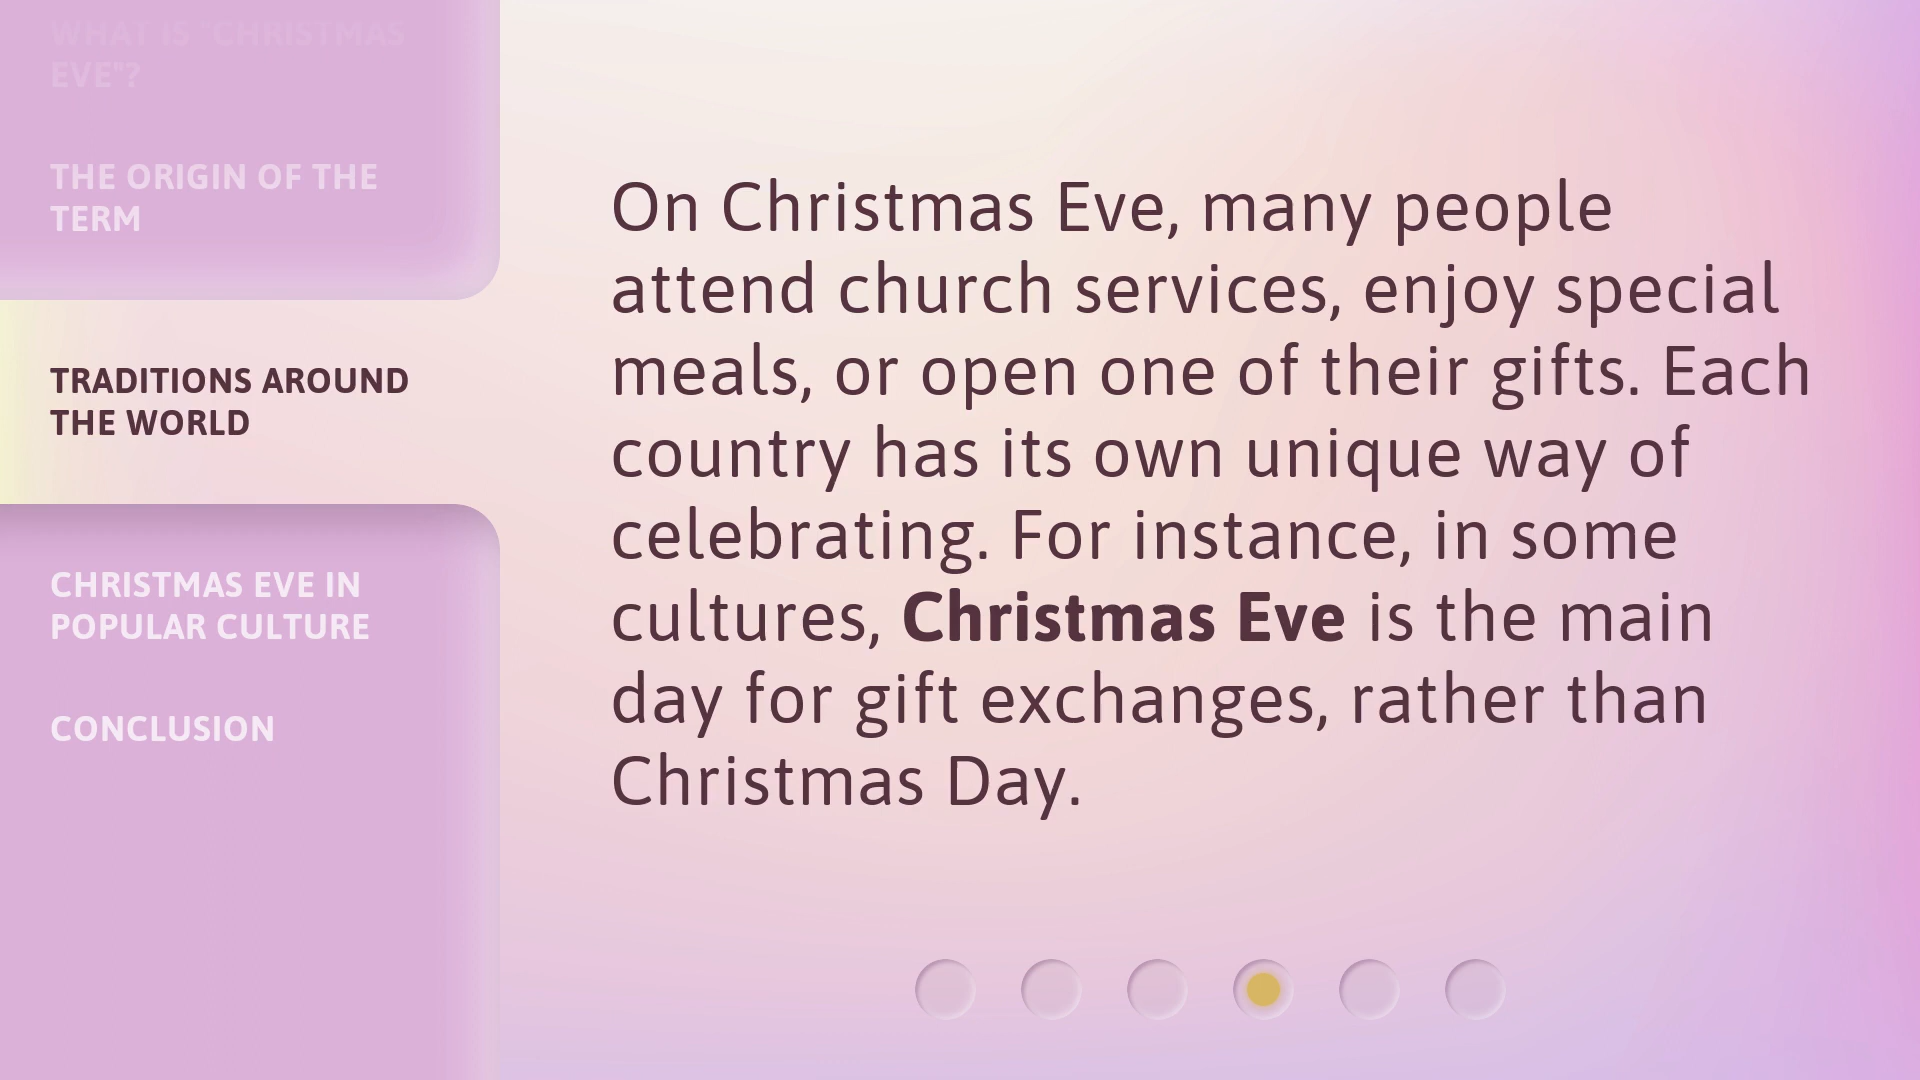 WHAT IS "CHRISTMAS
EVE"?
THE ORIGIN OF THE
TERM
TRADITIONS AROUND
THE WORLD
CHRISTMAS EVE IN
POPULAR CULTURE
CONCLUSION
On Christmas Eve, many people
attend church services, enjoy special
meals, or open one of their gifts. Each
country has its own unique way of
celebrating. For instance, in some
cultures, Christmas Eve is the main
day for gift exchanges, rather than
Christmas Day.